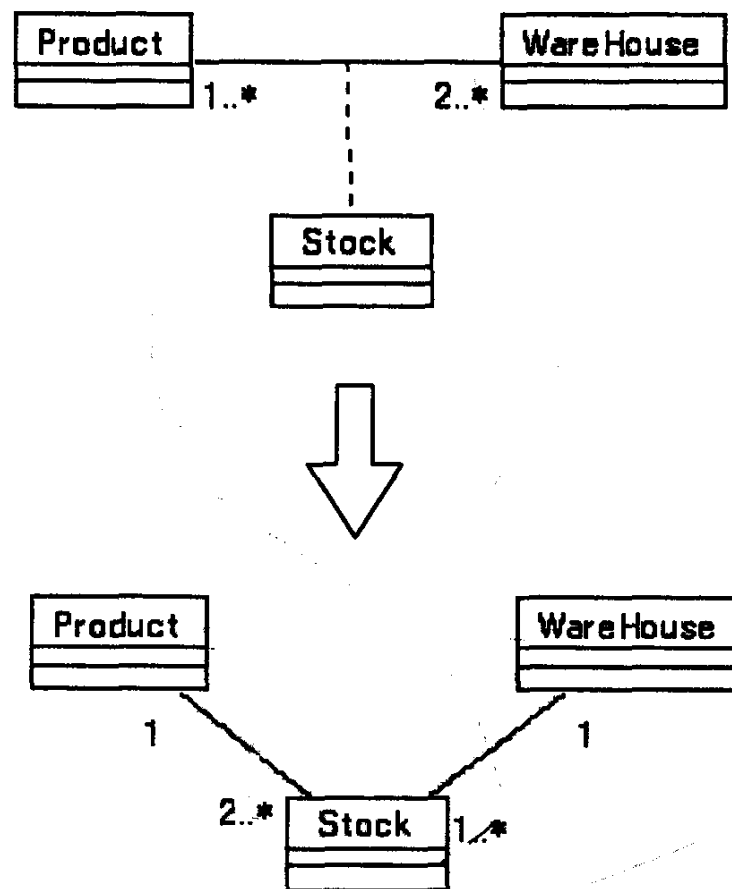 Product WareHouse
1..* 2..*
Stock
Product WareHouse
1 1
2..* Stock 1..*